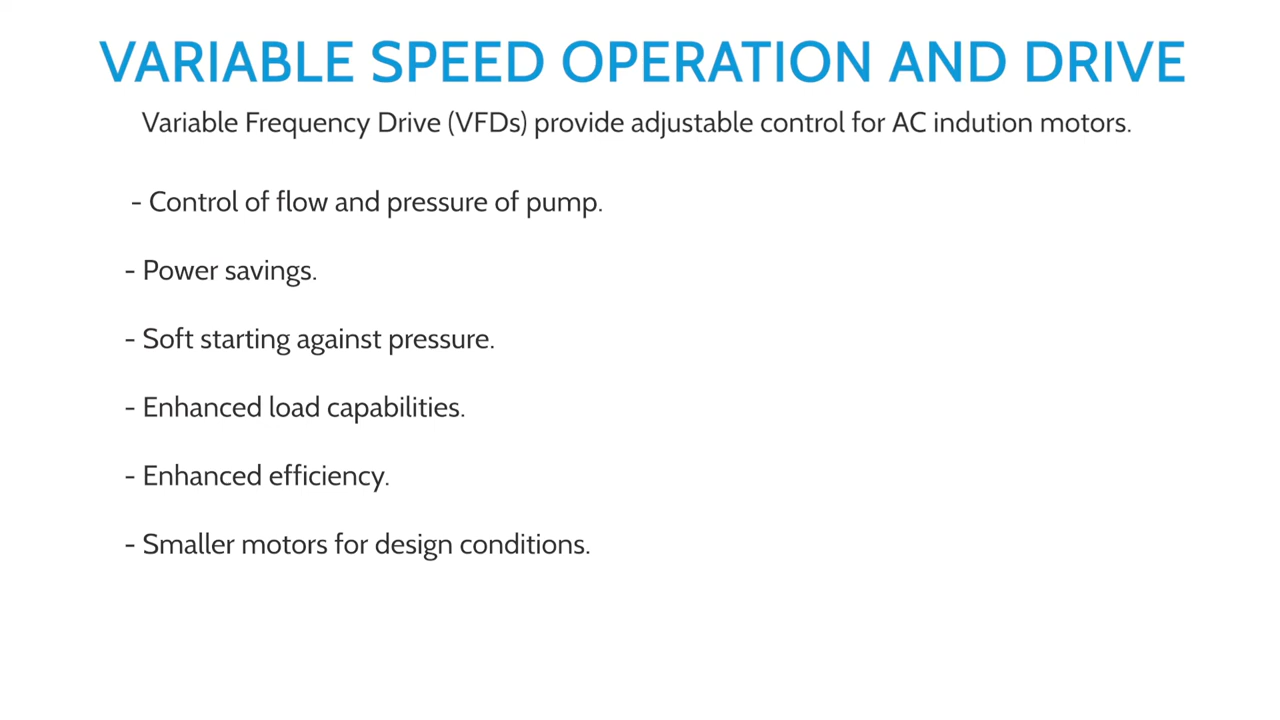 VARIABLE SPEED OPERATION AND DRIVE
Variable Frequency Drive (VFDs) provide adjustable control for AC indution motors.
- Control of flow and pressure of pump.
- Power savings.
- Soft starting against pressure.
- Enhanced load capabilities.
- Enhanced efficiency.
- Smaller motors for design conditions.